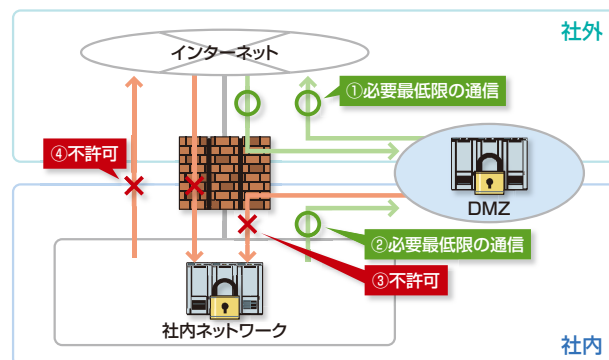 社外
インターネット
①必要最低限の通信
④不許可
DMZ
②必要最低限の通信
③不許可
社内ネットワーク
社内